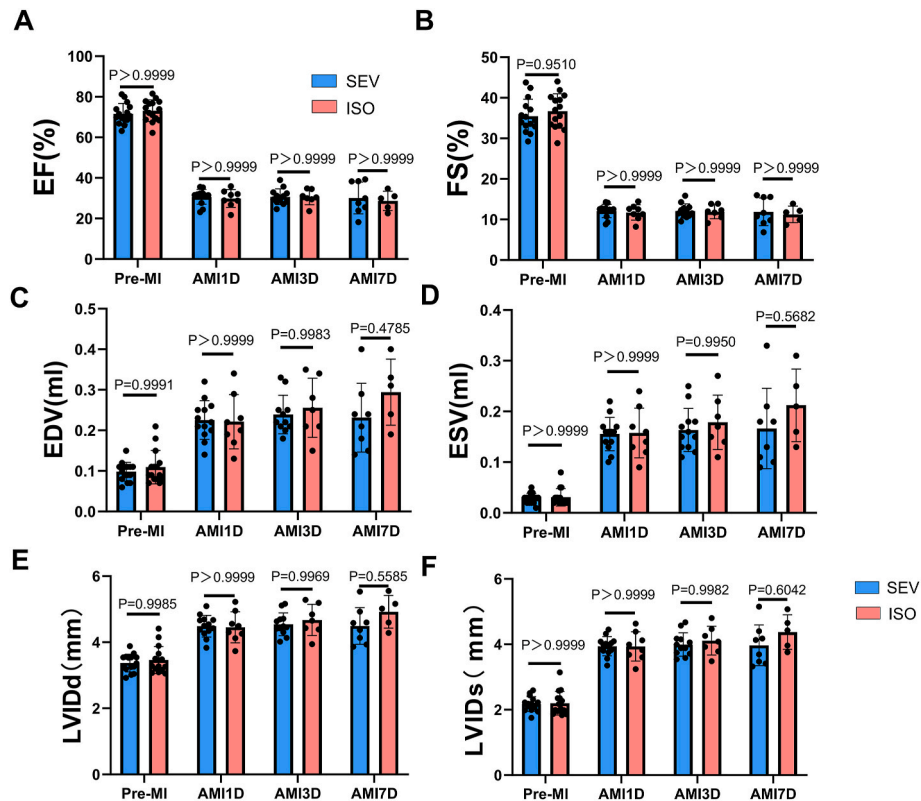 A
EF(%)
100
80
60
40
20
0
P＞0.9999
P＞0.9999
P＞0.9999
P＞0.9999
SEV
ISO
Pre-MI AMI1D AMI3D AMI7D
B
FS(%)
50
40
30
20
10
0
P=0.9510
P＞0.9999
P＞0.9999
P＞0.9999
Pre-MI AMI1D AMI3D AMI7D
C
EDV(ml)
0.5
0.4
0.3
0.2
0.1
0.0
P=0.9991
P＞0.9999
P=0.9983
P=0.4785
Pre-MI AMI1D AMI3D AMI7D
D
ESV(ml)
0.4
0.3
0.2
0.1
0.0
P＞0.9999
P＞0.9999
P=0.9950
P=0.5682
Pre-MI AMI1D AMI3D AMI7D
E
LVIDd（mm)
6
4
2
0
P=0.9985
P＞0.9999
P=0.9969
P=0.5585
Pre-MI AMI1D AMI3D AMI7D
F
LVIDs（mm)
6
4
2
0
P＞0.9999
P＞0.9999
P=0.9982
P=0.6042
SEV
ISO
Pre-MI AMI1D AMI3D AMI7D